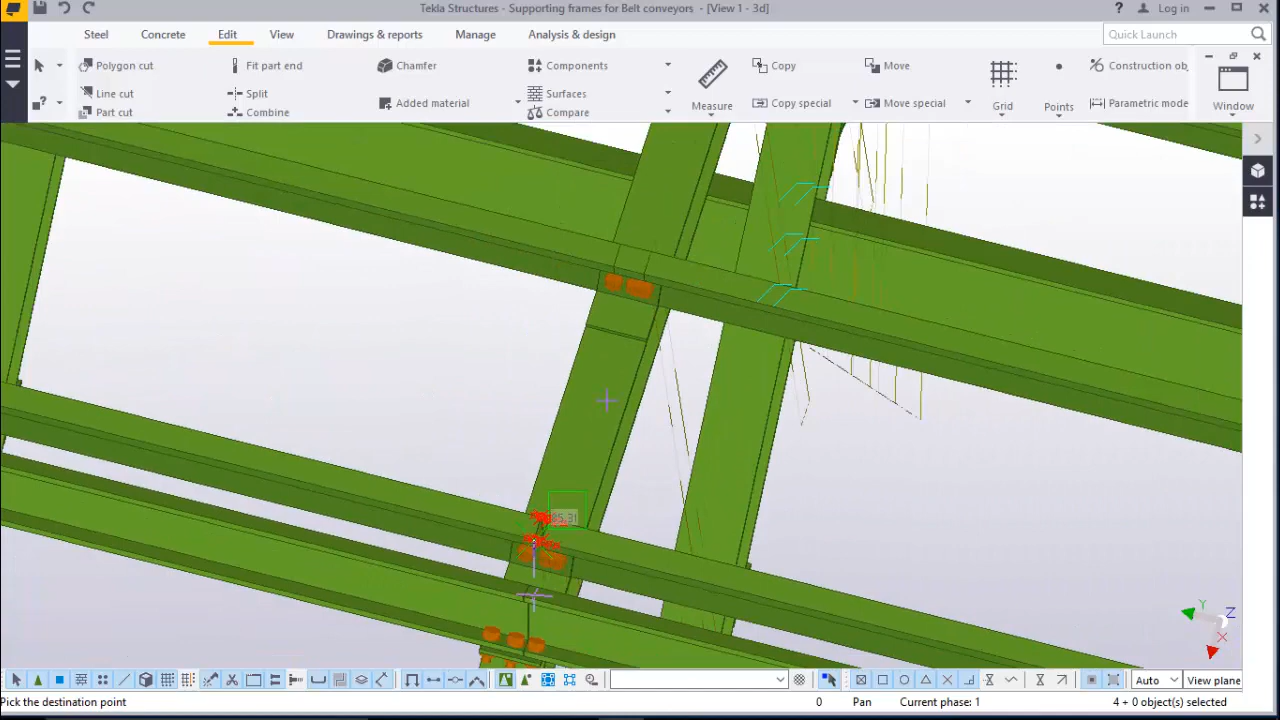 Tekla Structures - Supporting frames for Belt conveyors - [View 1 - 3d]
? Log in
Steel Concrete Edit View Drawings & reports Manage Analysis & design
Quick Launch
Polygon cut Fit part end Chamfer Components Copy Move Construction obj
Line cut Split Surfaces
Added material Measure Copy special Move special Grid Points Parametric mode Window
Part cut Combine Compare
Y
Z
X
Auto View plane
Pick the destination point 0 Pan Current phase: 1 4 + 0 object(s) selected